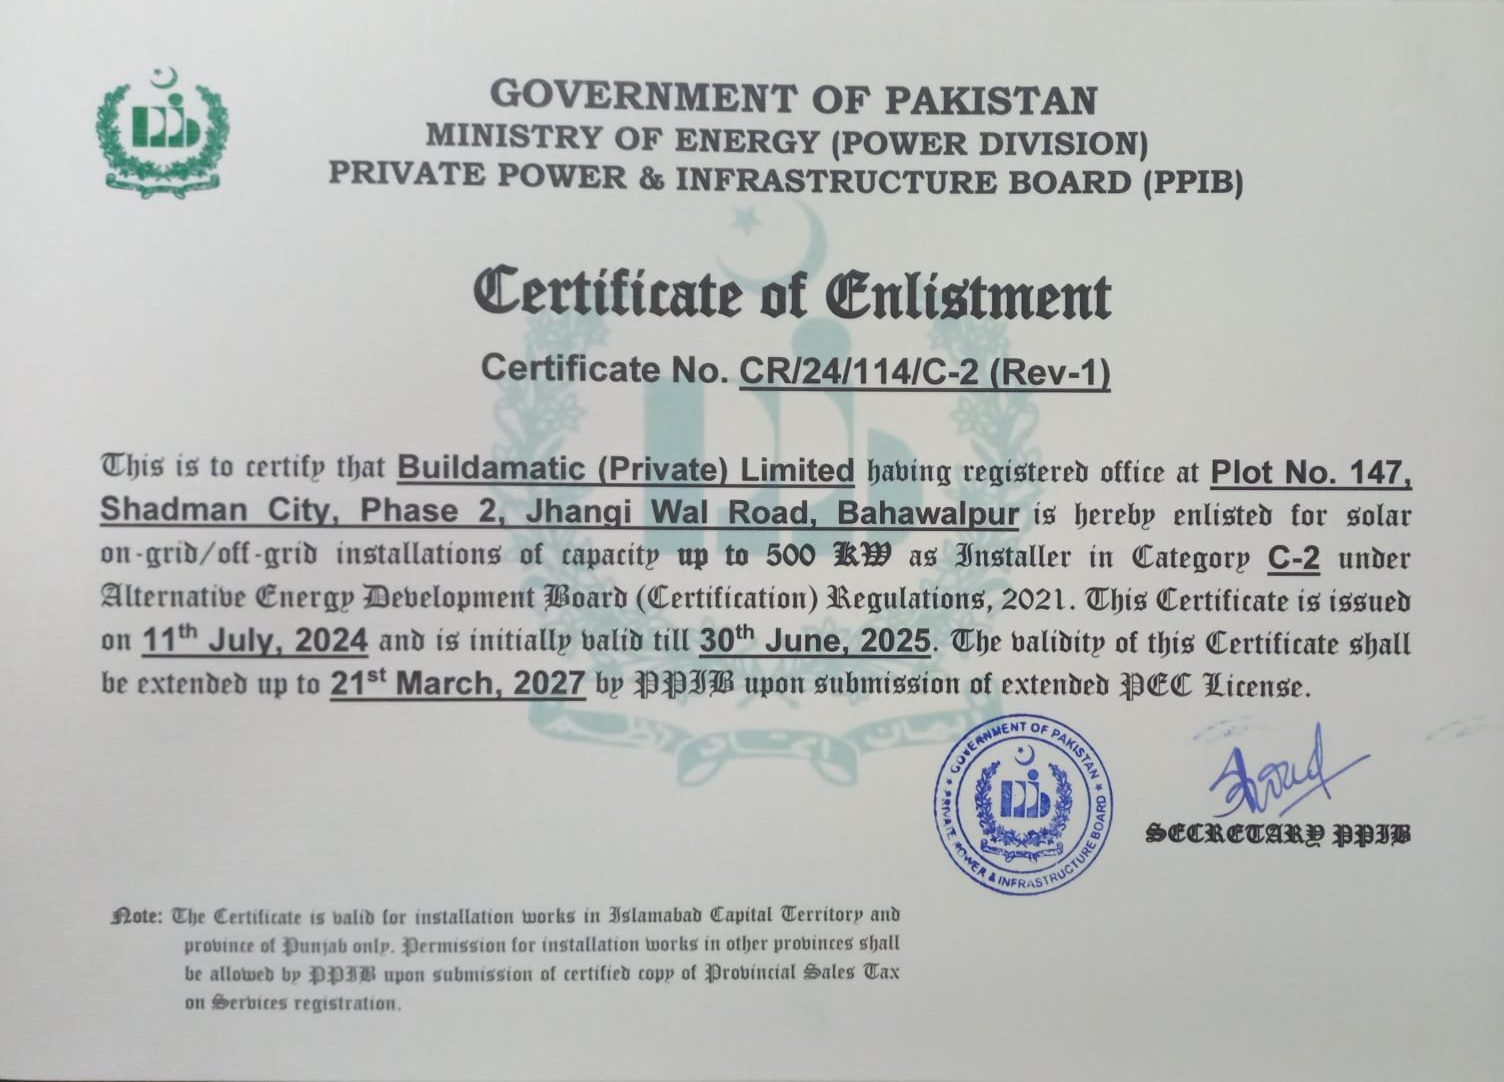 GOVERNMENT OF PAKISTAN
MINISTRY OF ENERGY (POWER DIVISION)
PRIVATE POWER & INFRASTRUCTURE BOARD (PPIB)
Certificate of Enlistment
Certificate No. CR/24/114/C-2 (Rev-1)
This is to certify that Buildamatic (Private) Limited having registered office at Plot No. 147,
Shadman City, Phase 2, Jhangi Wal Road, Bahawalpur is hereby enlisted for solar
on-grid/off-grid installations of capacity up to 500 KW as Installer in Category C-2 under
Alternative Energy Development Board (Certification) Regulations, 2021. This Certificate is issued
on 11th July, 2024 and is initially valid till 30th June, 2025. The validity of this Certificate shall
be extended up to 21st March, 2027 by PPIB upon submission of extended PEC License.
GOVERNMENT OF PAKISTAN
PRIVATE POWER & INFRASTRUCTURE BOARD
SECRETARY PPIB
Note: The Certificate is valid for installation works in Islamabad Capital Territory and
province of Punjab only. Permission for installation works in other provinces shall
be allowed by PPIB upon submission of certified copy of Provincial Sales Tax
on Services registration.